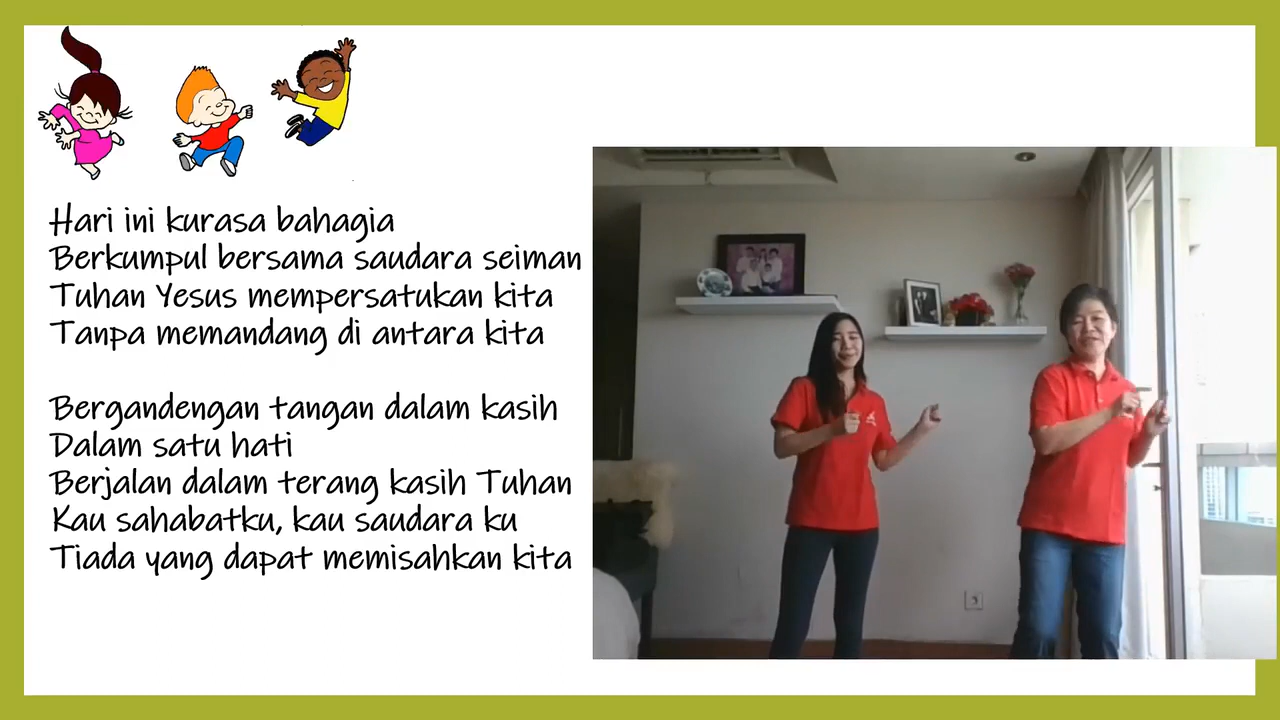 Hari ini kurasa bahagia
Berkumpul bersama saudara seiman
Tuhan Yesus mempersatukan kita
Tanpa memandang di antara kita
Bergandengan tangan dalam kasih
Dalam satu hati
Berjalan dalam terang kasih Tuhan
Kau sahabatku, kau saudara ku
Tiada yang dapat memisahkan kita